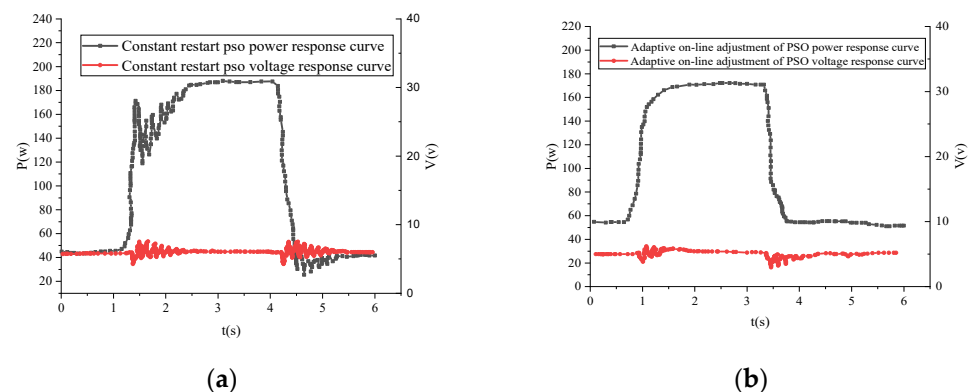 240
220
200
180
160
140
120
100
80
60
40
20
P(w)
Constant restart pso power response curve
Constant restart pso voltage response curve
40
30
20
10
0
V(v)
0 1 2 3 4 5 6
t(s)
(a)
220
200
180
160
140
120
100
80
60
40
20
0
P(w)
Adaptive on-line adjustment of PSO power response curve
Adaptive on-line adjustment of PSO voltage response curve
40
30
20
10
0
V(v)
0 1 2 3 4 5 6
t(s)
(b)